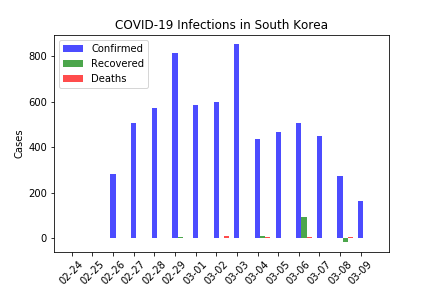 COVID-19 Infections in South Korea
Confirmed
Recovered
Deaths
Cases
800
600
400
200
0
02-24 02-25 02-26 02-27 02-28 02-29 03-01 03-02 03-03 03-04 03-05 03-06 03-07 03-08 03-09